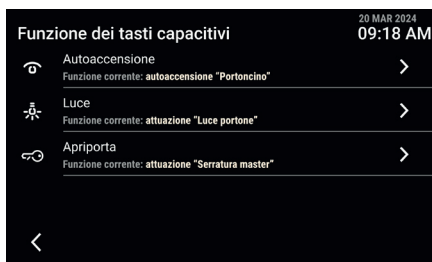 20 MAR 2024
Funzione dei tasti capacitivi
09:18 AM
Autoaccensione
Funzione corrente: autoaccensione "Portoncino"
Luce
Funzione corrente: attuazione "Luce portone"
Apriporta
Funzione corrente: attuazione "Serratura master"